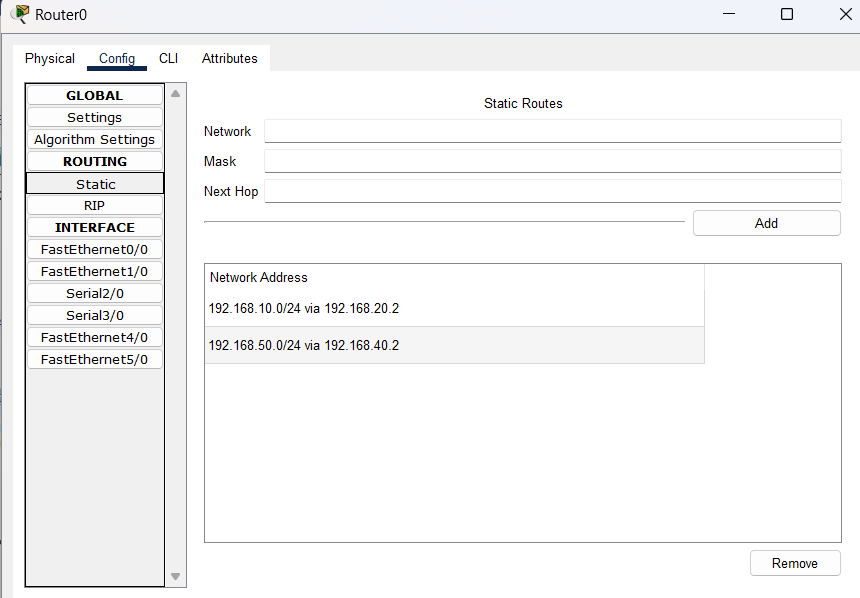 Router0
Physical Config CLI Attributes
GLOBAL
Settings
Algorithm Settings
ROUTING
Static
RIP
INTERFACE
FastEthernet0/0
FastEthernet1/0
Serial2/0
Serial3/0
FastEthernet4/0
FastEthernet5/0
Static Routes
Network
Mask
Next Hop
Add
Network Address
192.168.10.0/24 via 192.168.20.2
192.168.50.0/24 via 192.168.40.2
Remove